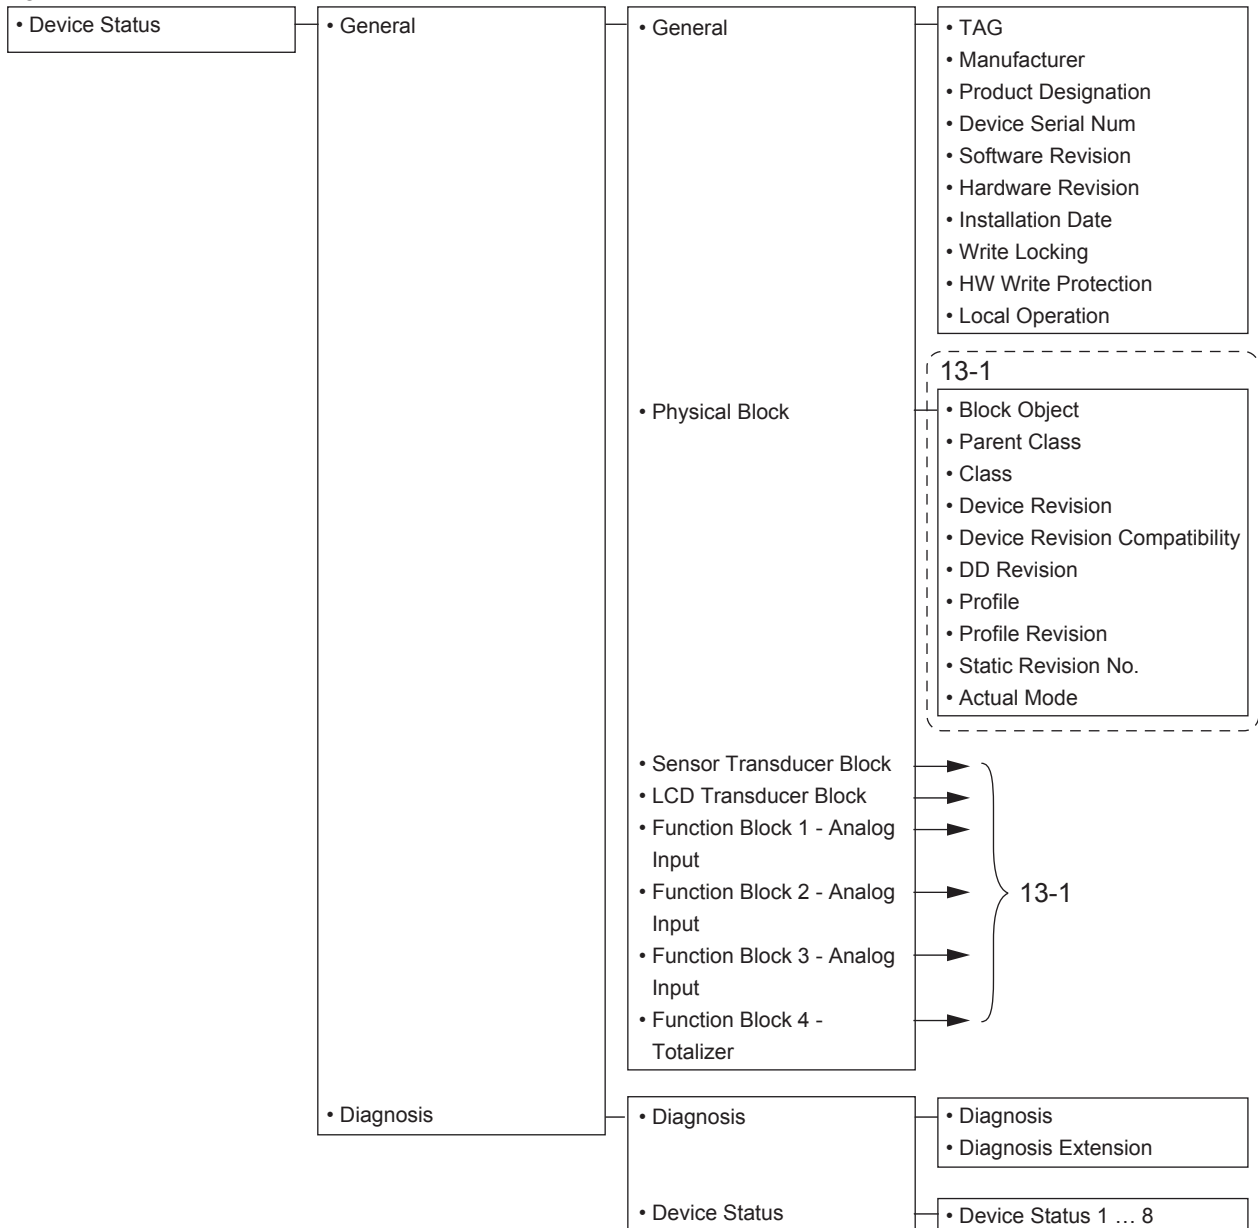 • Device Status
• General
• General
• TAG
• Manufacturer
• Product Designation
• Device Serial Num
• Software Revision
• Hardware Revision
• Installation Date
• Write Locking
• HW Write Protection
• Local Operation
13-1
• Physical Block
• Block Object
• Parent Class
• Class
• Device Revision
• Device Revision Compatibility
• DD Revision
• Profile
• Profile Revision
• Static Revision No.
• Actual Mode
• Sensor Transducer Block
• LCD Transducer Block
• Function Block 1 - Analog
Input
• Function Block 2 - Analog
Input
• Function Block 3 - Analog
Input
• Function Block 4 -
Totalizer
13-1
• Diagnosis
• Diagnosis
• Diagnosis
• Diagnosis Extension
• Device Status
• Device Status 1 … 8